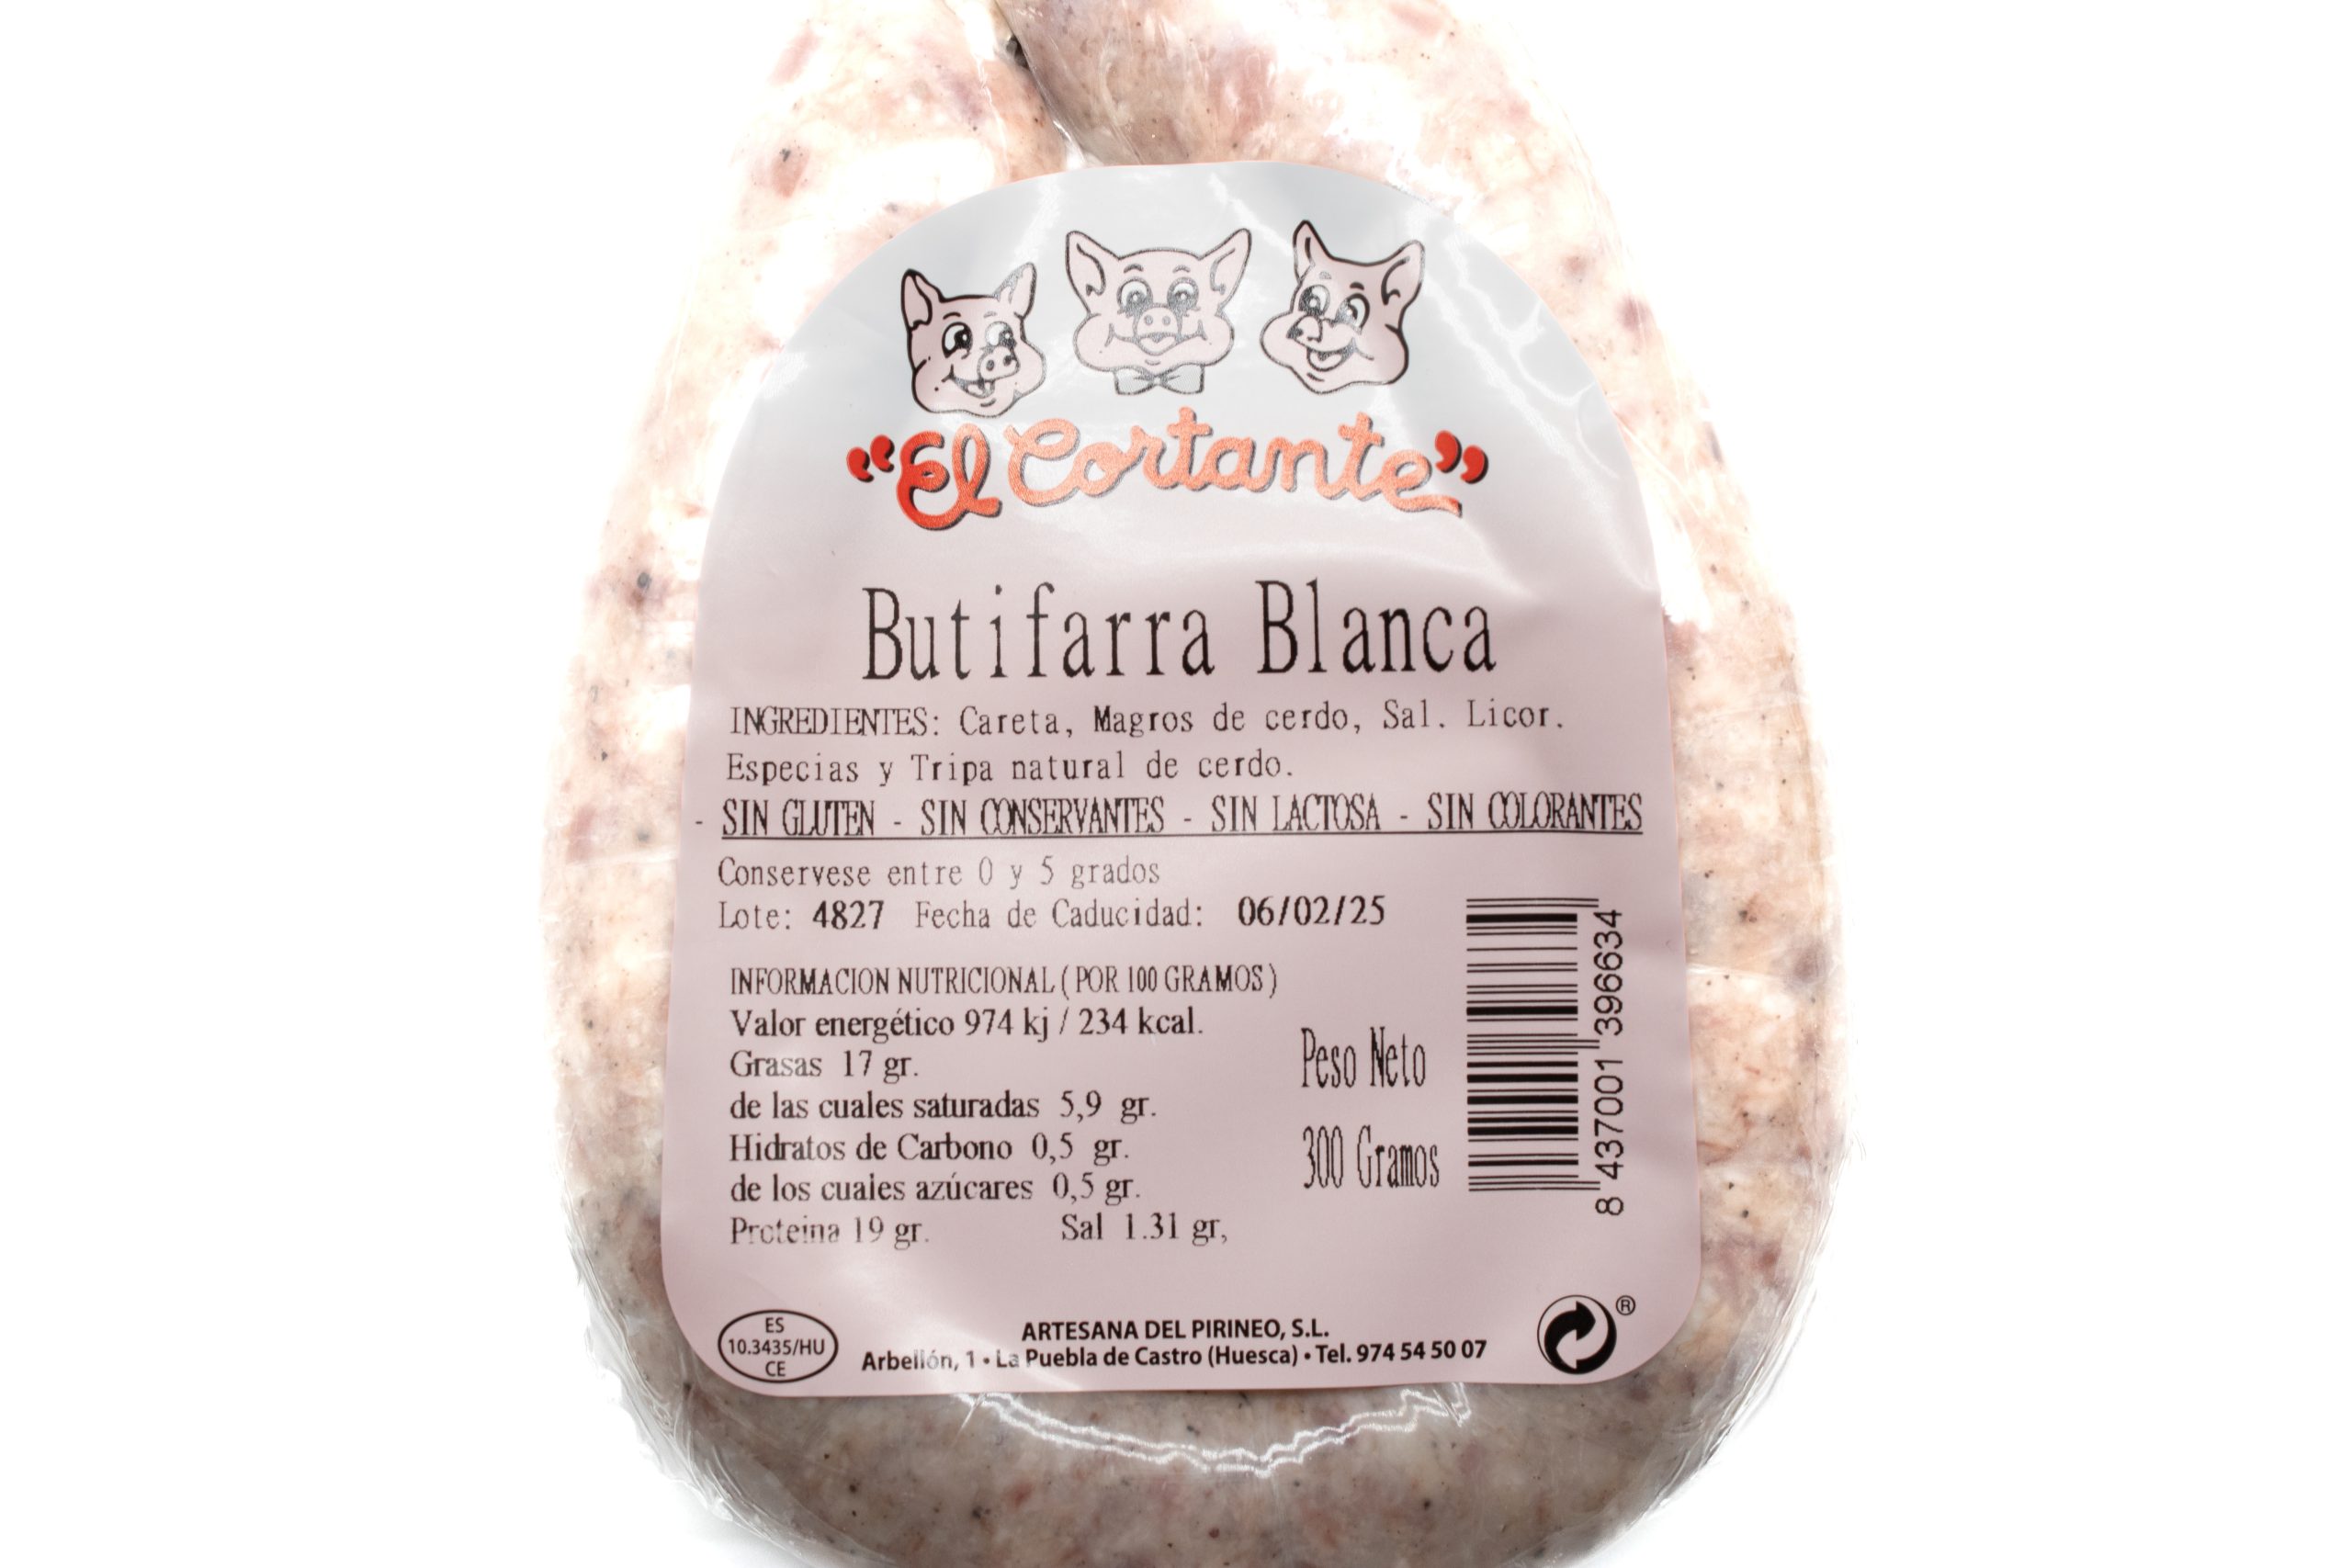 "El Cortante"
Butifarra Blanca
INGREDIENTES: Careta, Magros de cerdo, Sal. Licor.
Especias y Tripa natural de cerdo.
- SIN GLUTEN - SIN CONSERVANTES - SIN LACTOSA - SIN COLORANTES
Conservese entre 0 y 5 grados
Lote: 4827 Fecha de Caducidad: 06/02/25
INFORMACION NUTRICIONAL (POR 100 GRAMOS)
Valor energético 974 kj / 234 kcal.
Grasas 17 gr.
de las cuales saturadas 5,9 gr.
Hidratos de Carbono 0,5 gr.
de los cuales azúcares 0,5 gr.
Proteina 19 gr. Sal 1.31 gr,
Peso Neto
300 Gramos
8 437001 396634
ES
10.3435/HU
CE
ARTESANA DEL PIRINEO, S.L.
Arbellón, 1 • La Puebla de Castro (Huesca) • Tel. 974 54 50 07
®